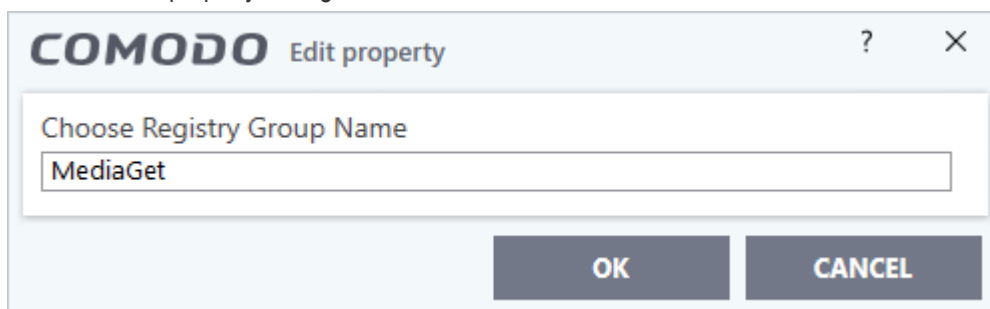 COMODO Edit property ? ×
Choose Registry Group Name
MediaGet
OK CANCEL